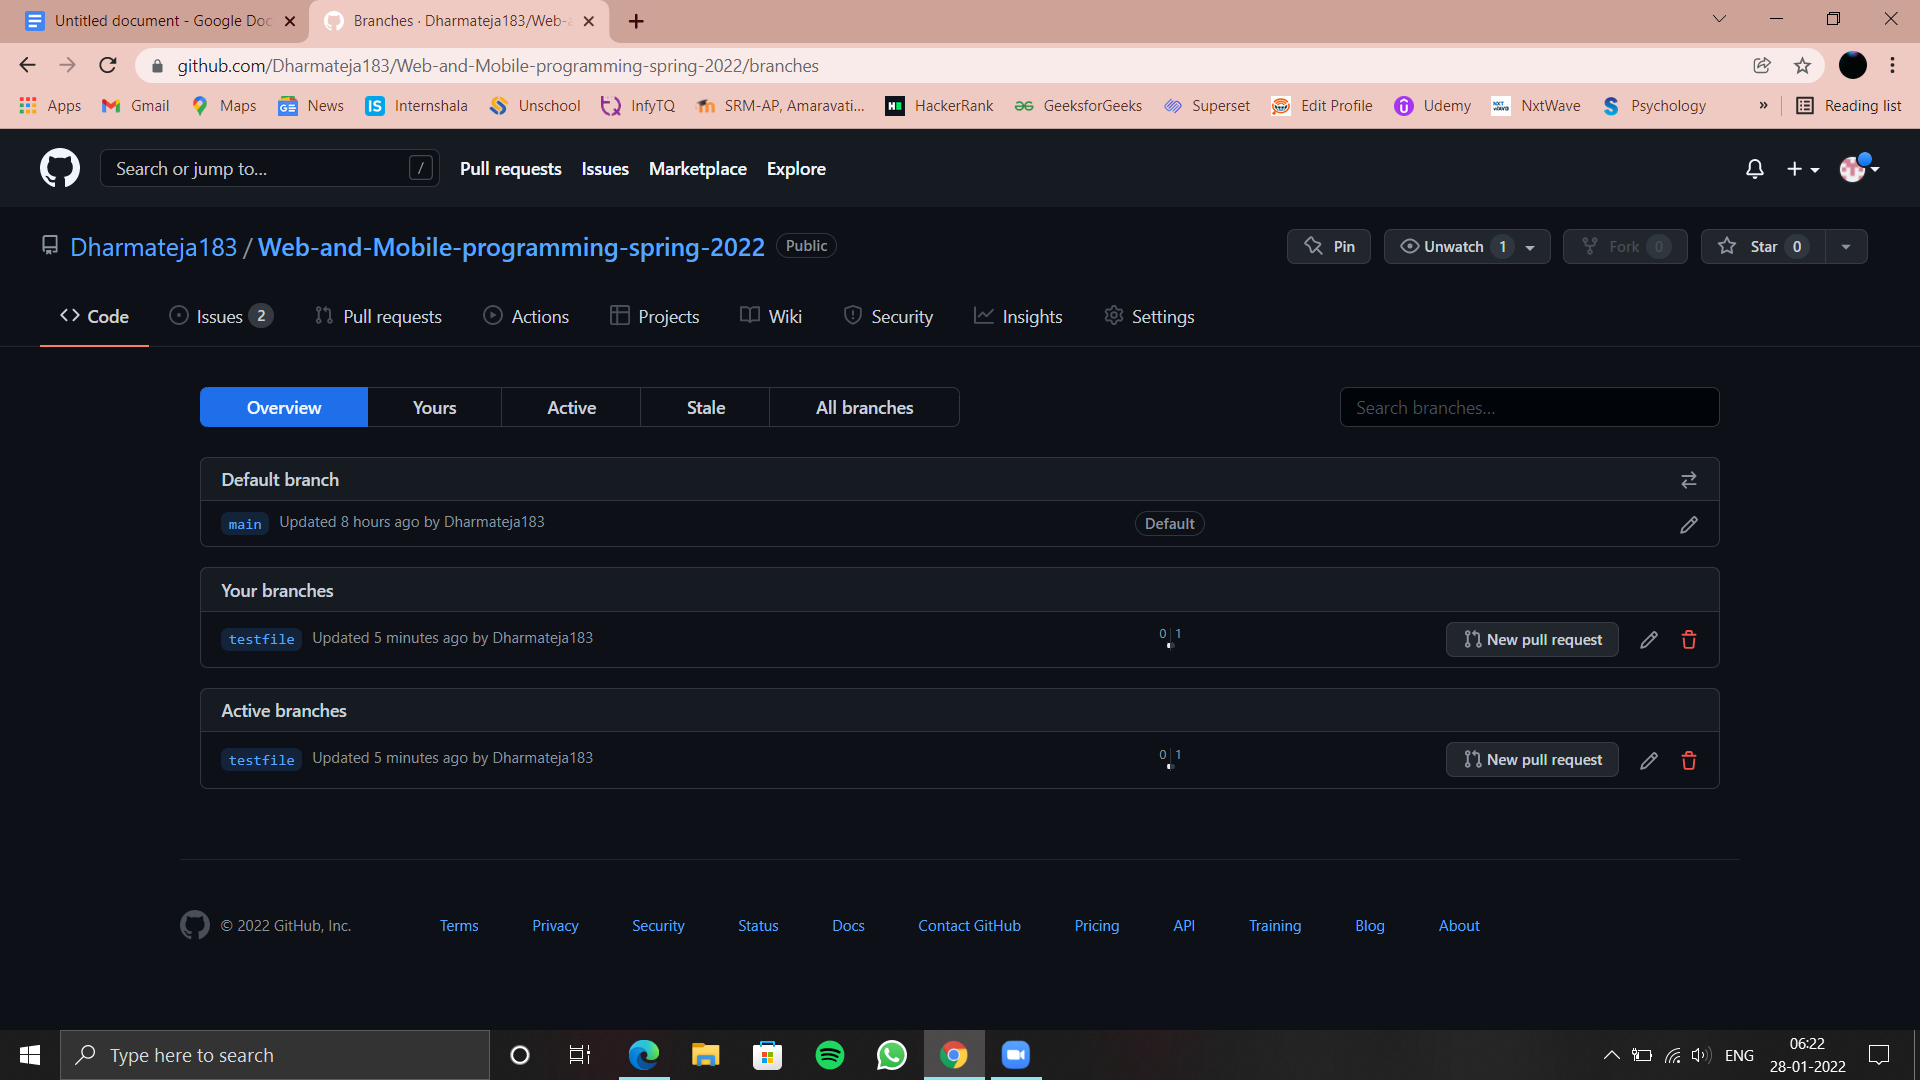 Untitled document - Google Doc
Branches · Dharmateja183/Web-a
github.com/Dharmateja183/Web-and-Mobile-programming-spring-2022/branches
Apps Gmail Maps News Internshala Unschool InfyTQ SRM-AP, Amaravati... HackerRank GeeksforGeeks Superset Edit Profile Udemy NxtWave Psychology » Reading list
Search or jump to... / Pull requests Issues Marketplace Explore
Dharmateja183 / Web-and-Mobile-programming-spring-2022 Public Pin Unwatch 1 Fork 0 Star 0
Code Issues 2 Pull requests Actions Projects Wiki Security Insights Settings
Overview Yours Active Stale All branches Search branches...
Default branch
main Updated 8 hours ago by Dharmateja183 Default
Your branches
testfile Updated 5 minutes ago by Dharmateja183 0 1 New pull request
Active branches
testfile Updated 5 minutes ago by Dharmateja183 0 1 New pull request
© 2022 GitHub, Inc. Terms Privacy Security Status Docs Contact GitHub Pricing API Training Blog About
Type here to search ENG 06:22
28-01-2022